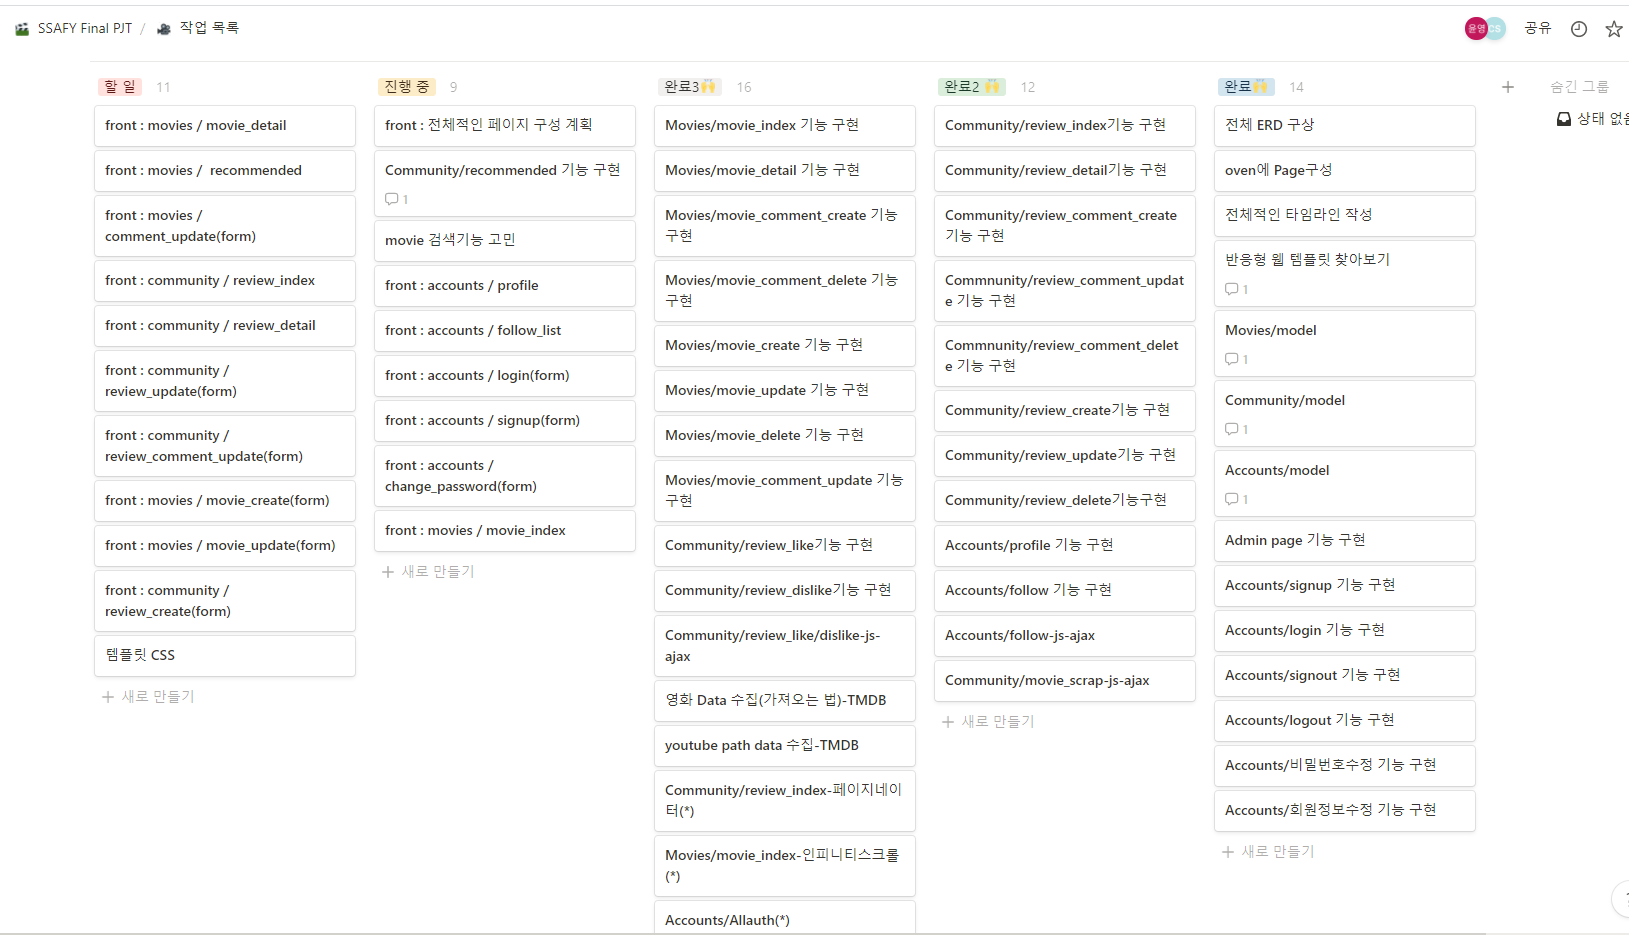 SSAFY Final PJT / 작업 목록
공유
할 일 11
front : movies / movie_detail
front : movies / recommended
front : movies /
comment_update(form)
front : community / review_index
front : community / review_detail
front : community /
review_update(form)
front : community /
review_comment_update(form)
front : movies / movie_create(form)
front : movies / movie_update(form)
front : community /
review_create(form)
템플릿 CSS
+ 새로 만들기
진행 중 9
front : 전체적인 페이지 구성 계획
Community/recommended 기능 구현
1
movie 검색기능 고민
front : accounts / profile
front : accounts / follow_list
front : accounts / login(form)
front : accounts / signup(form)
front : accounts /
change_password(form)
front : movies / movie_index
+ 새로 만들기
완료3🙌 16
Movies/movie_index 기능 구현
Movies/movie_detail 기능 구현
Movies/movie_comment_create 기능
구현
Movies/movie_comment_delete 기능
구현
Movies/movie_create 기능 구현
Movies/movie_update 기능 구현
Movies/movie_delete 기능 구현
Movies/movie_comment_update 기능
구현
Community/review_like기능 구현
Community/review_dislike기능 구현
Community/review_like/dislike-js-
ajax
영화 Data 수집(가져오는 법)-TMDB
youtube path data 수집-TMDB
Community/review_index-페이지네이
터(*)
Movies/movie_index-인피니티스크롤
(*)
Accounts/Allauth(*)
완료2 🙌 12
Community/review_index기능 구현
Community/review_detail기능 구현
Community/review_comment_create
기능 구현
Commnunity/review_comment_updat
e 기능 구현
Commnunity/review_comment_delet
e 기능 구현
Community/review_create기능 구현
Community/review_update기능 구현
Community/review_delete기능구현
Accounts/profile 기능 구현
Accounts/follow 기능 구현
Accounts/follow-js-ajax
Community/movie_scrap-js-ajax
+ 새로 만들기
완료🙌 14
전체 ERD 구상
oven에 Page구성
전체적인 타임라인 작성
반응형 웹 템플릿 찾아보기
1
Movies/model
1
Community/model
1
Accounts/model
1
Admin page 기능 구현
Accounts/signup 기능 구현
Accounts/login 기능 구현
Accounts/signout 기능 구현
Accounts/logout 기능 구현
Accounts/비밀번호수정 기능 구현
Accounts/회원정보수정 기능 구현
+ 새로 만들기
숨긴 그룹
상태 없음